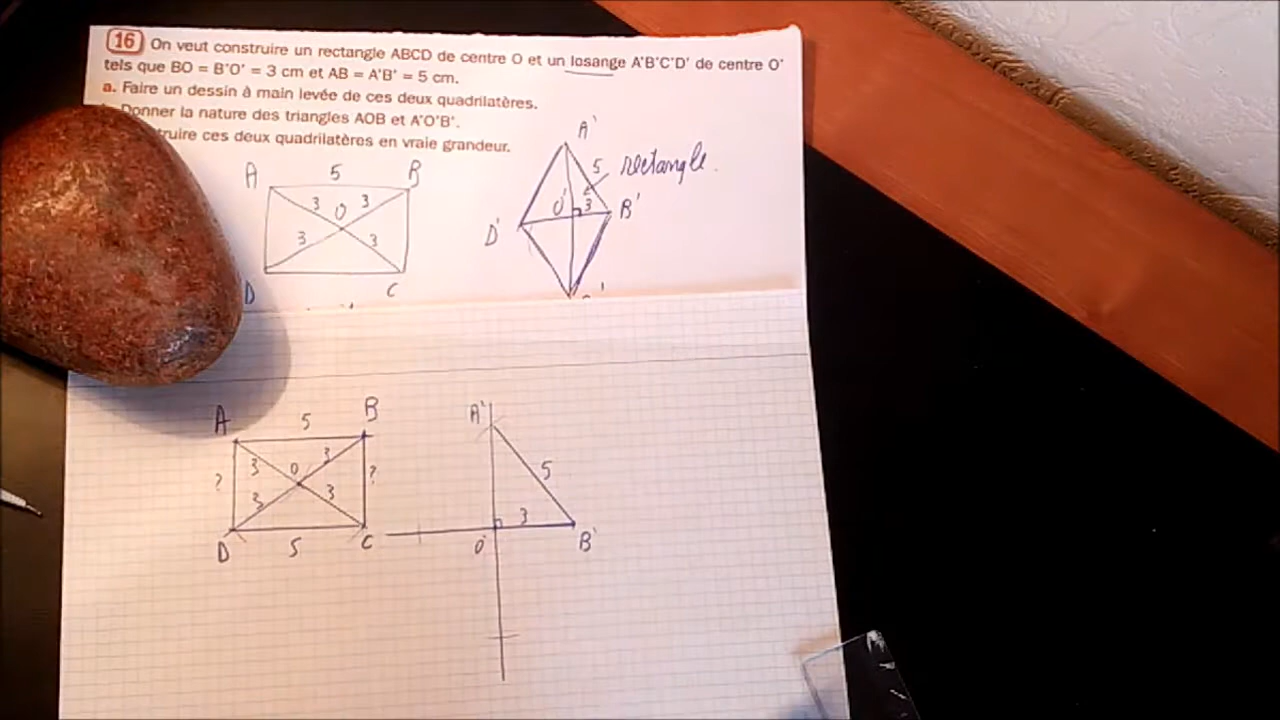 16 On veut construire un rectangle ABCD de centre O et un losange A'B'C'D' de centre O'
tels que BO = B'O' = 3 cm et AB = A'B' = 5 cm.
a. Faire un dessin à main levée de ces deux quadrilatères.
Donner la nature des triangles AOB et A'O'B'.
truire ces deux quadrilatères en vraie grandeur.
A 5 B
3 O 3
3 3
D C
A'
5 rectangle.
O' 3 B'
D'
A 5 B
? 3 O 3 ?
3 3
D 5 C
A'
5
3
O' B'